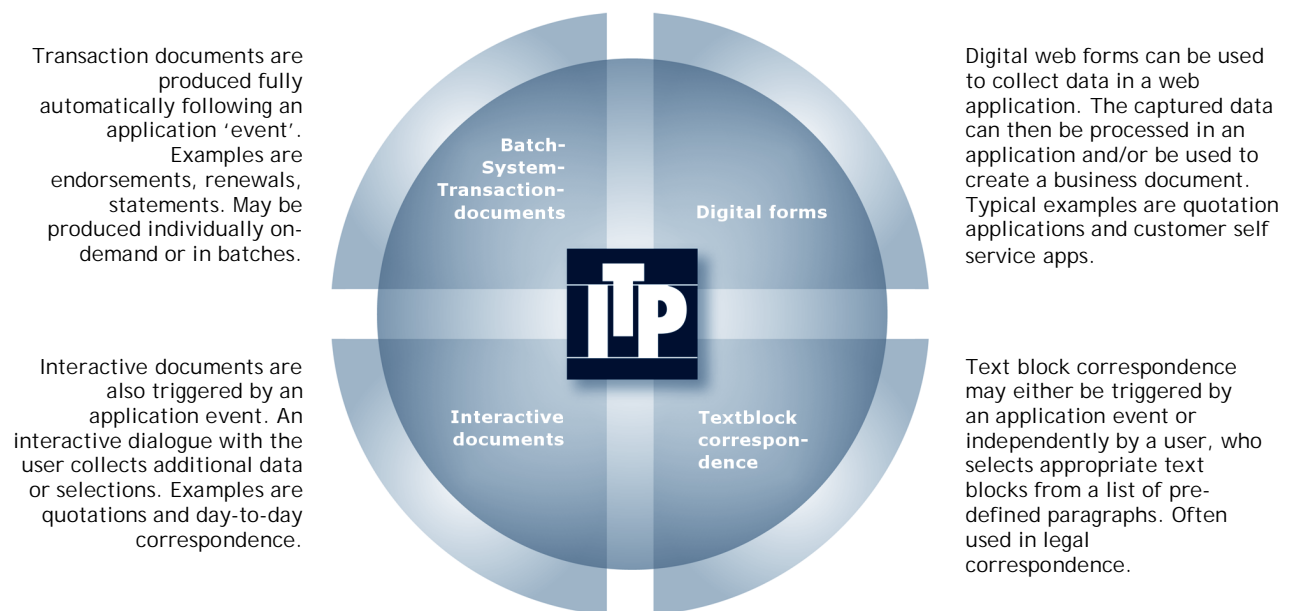 Transaction documents are
produced fully
automatically following an
application ‘event’.
Examples are
endorsements, renewals,
statements. May be
produced individually on-
demand or in batches.
Digital web forms can be used
to collect data in a web
application. The captured data
can then be processed in an
application and/or be used to
create a business document.
Typical examples are quotation
applications and customer self
service apps.
Batch-
System-
Transaction-
documents
Digital forms
ITP
Interactive
documents
Textblock
correspon-
dence
Interactive documents are
also triggered by an
application event. An
interactive dialogue with the
user collects additional data
or selections. Examples are
quotations and day-to-day
correspondence.
Text block correspondence
may either be triggered by
an application event or
independently by a user, who
selects appropriate text
blocks from a list of pre-
defined paragraphs. Often
used in legal
correspondence.